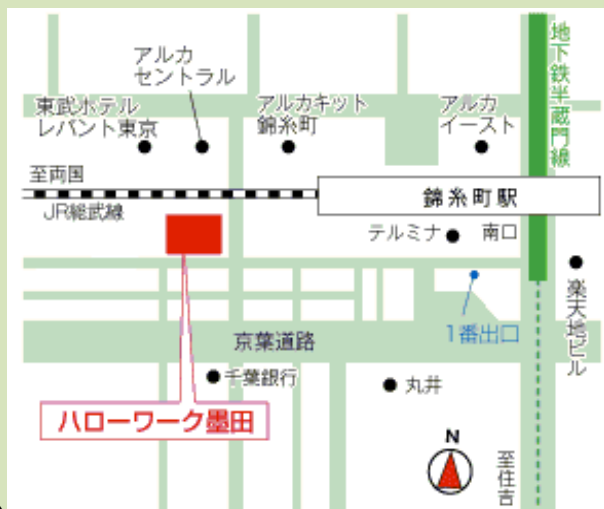 アルカ
セントラル
東武ホテル
レバント東京
アルカキット
錦糸町
アルカ
イースト
地下鉄半蔵門線
至両国
JR総武線
錦糸町駅
テルミナ
南口
1番出口
楽天地ビル
京葉道路
千葉銀行
丸井
ハローワーク墨田
N
至住吉